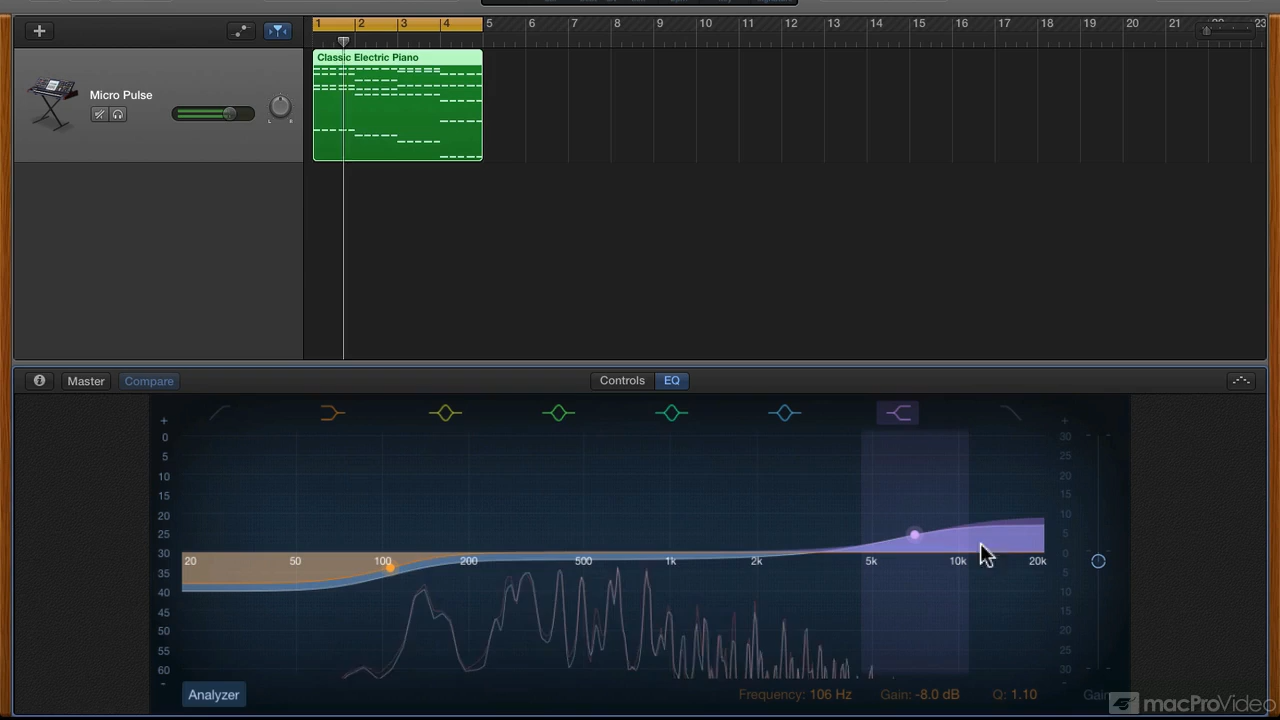 1 2 3 4 5 6 7 8 9 10 11 12 13 14 15 16 17 18 19 20 21 22 23
Classic Electric Piano
Micro Pulse
L R
Master Compare Controls EQ
+ +
0 30
5 25
10 20
15 15
20 10
25 5
30 0
20 50 100 200 500 1k 2k 5k 10k 20k
35 5
40 10
45 15
50 20
55 25
60 30
- -
Analyzer Frequency: 106 Hz Gain: -8.0 dB Q: 1.10 Gain
macProVideo